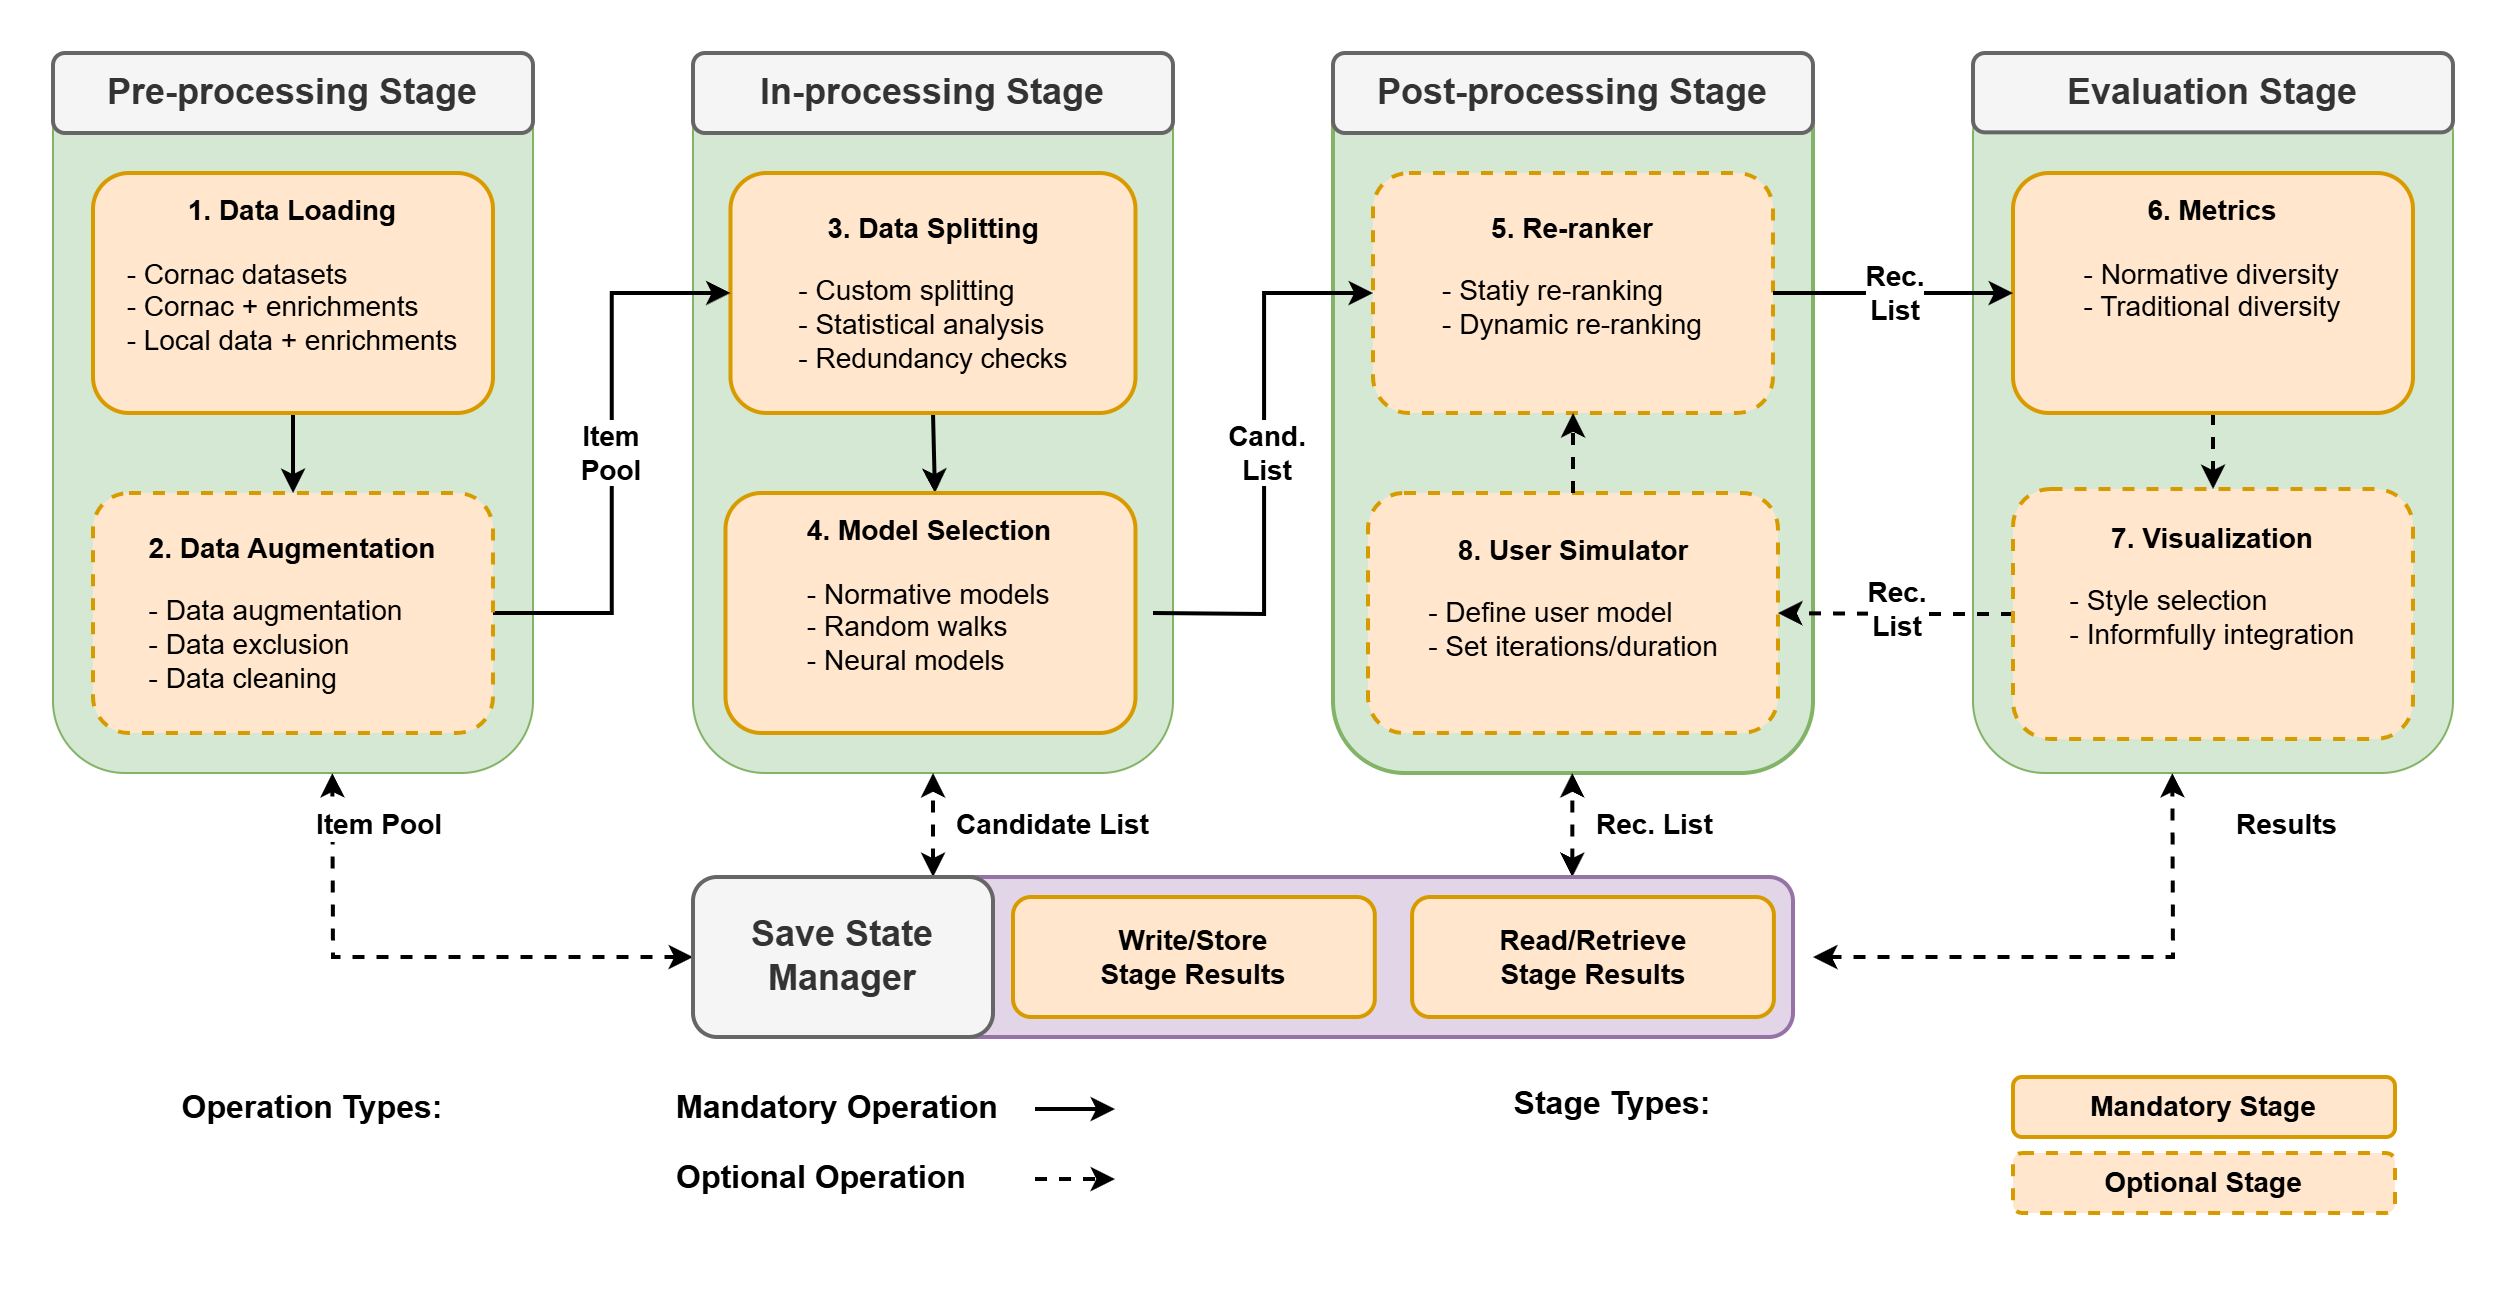 Pre-processing Stage
1. Data Loading
- Cornac datasets
- Cornac + enrichments
- Local data + enrichments
2. Data Augmentation
- Data augmentation
- Data exclusion
- Data cleaning
Item
Pool
In-processing Stage
3. Data Splitting
- Custom splitting
- Statistical analysis
- Redundancy checks
4. Model Selection
- Normative models
- Random walks
- Neural models
Cand.
List
Post-processing Stage
5. Re-ranker
- Statiy re-ranking
- Dynamic re-ranking
8. User Simulator
- Define user model
- Set iterations/duration
Rec.
List
Rec.
List
Evaluation Stage
6. Metrics
- Normative diversity
- Traditional diversity
7. Visualization
- Style selection
- Informfully integration
Item Pool
Candidate List
Rec. List
Results
Save State
Manager
Write/Store
Stage Results
Read/Retrieve
Stage Results
Operation Types:
Mandatory Operation
Optional Operation
Stage Types:
Mandatory Stage
Optional Stage